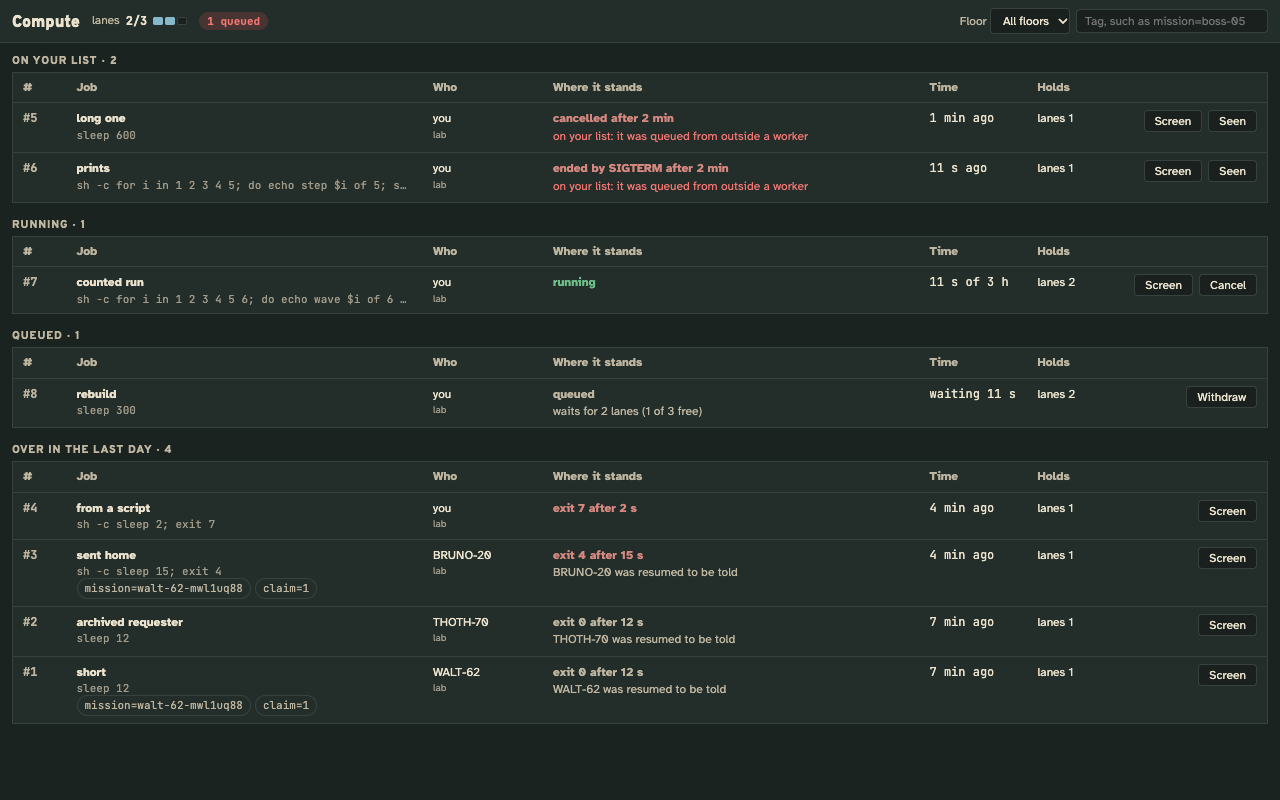 Compute lanes 2/3 1 queued Floor All floors Tag, such as mission=boss-05
ON YOUR LIST · 2
# Job Who Where it stands Time Holds
#5 long one you cancelled after 2 min 1 min ago lanes 1 Screen Seen
sleep 600 lab on your list: it was queued from outside a worker
#6 prints you ended by SIGTERM after 2 min 11 s ago lanes 1 Screen Seen
sh -c for i in 1 2 3 4 5; do echo step $i of 5; s… lab on your list: it was queued from outside a worker
RUNNING · 1
# Job Who Where it stands Time Holds
#7 counted run you running 11 s of 3 h lanes 2 Screen Cancel
sh -c for i in 1 2 3 4 5 6; do echo wave $i of 6 … lab
QUEUED · 1
# Job Who Where it stands Time Holds
#8 rebuild you queued waiting 11 s lanes 2 Withdraw
sleep 300 lab waits for 2 lanes (1 of 3 free)
OVER IN THE LAST DAY · 4
# Job Who Where it stands Time Holds
#4 from a script you exit 7 after 2 s 4 min ago lanes 1 Screen
sh -c sleep 2; exit 7 lab
#3 sent home BRUNO-20 exit 4 after 15 s 4 min ago lanes 1 Screen
sh -c sleep 15; exit 4 lab BRUNO-20 was resumed to be told
mission=walt-62-mwl1uq88 claim=1
#2 archived requester THOTH-70 exit 0 after 12 s 7 min ago lanes 1 Screen
sleep 12 lab THOTH-70 was resumed to be told
#1 short WALT-62 exit 0 after 12 s 7 min ago lanes 1 Screen
sleep 12 lab WALT-62 was resumed to be told
mission=walt-62-mwl1uq88 claim=1